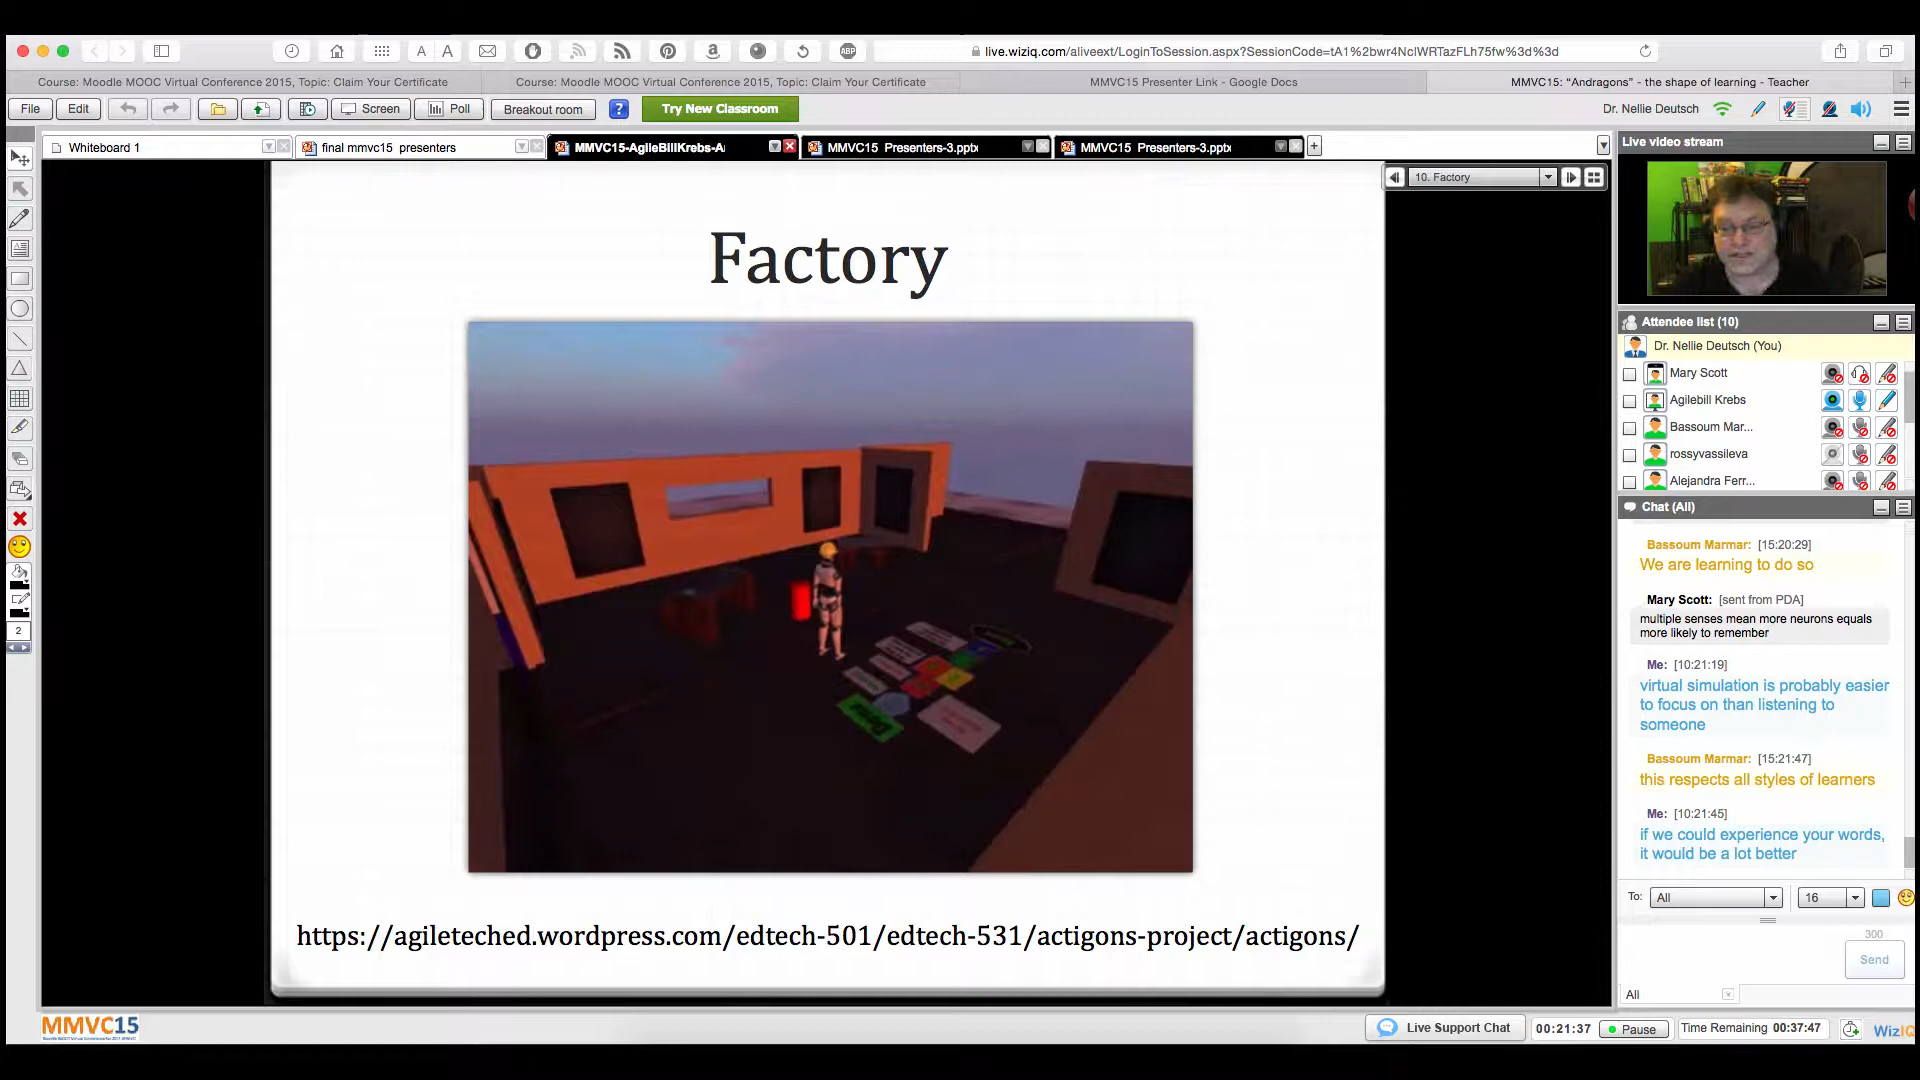 live.wiziq.com/aliveext/LoginToSession.aspx?SessionCode=tA1%2bwr4NclWRTazFLh75fw%3d%3d
A A
ABP
Course: Moodle MOOC Virtual Conference 2015, Topic: Claim Your Certificate
Course: Moodle MOOC Virtual Conference 2015, Topic: Claim Your Certificate
MMVC15 Presenter Link - Google Docs
MMVC15: “Andragons” - the shape of learning - Teacher
File
Edit
Screen
Poll
Breakout room
?
Try New Classroom
Dr. Nellie Deutsch
Whiteboard 1
final mmvc15 presenters
MMVC15-AgileBillKrebs-A
MMVC15 Presenters-3.pptx
MMVC15 Presenters-3.pptx
10. Factory
Factory
https://agileteched.wordpress.com/edtech-501/edtech-531/actigons-project/actigons/
2
Live video stream
Attendee list (10)
Dr. Nellie Deutsch (You)
Mary Scott
Agilebill Krebs
Bassoum Mar...
rossyvassileva
Alejandra Ferr...
Chat (All)
Bassoum Marmar: [15:20:29]
We are learning to do so
Mary Scott: [sent from PDA]
multiple senses mean more neurons equals
more likely to remember
Me: [10:21:19]
virtual simulation is probably easier
to focus on than listening to
someone
Bassoum Marmar: [15:21:47]
this respects all styles of learners
Me: [10:21:45]
if we could experience your words,
it would be a lot better
To: All 16
300
Send
All
MMVC15
Live Support Chat
00:21:37
Pause
Time Remaining 00:37:47
WizIQ